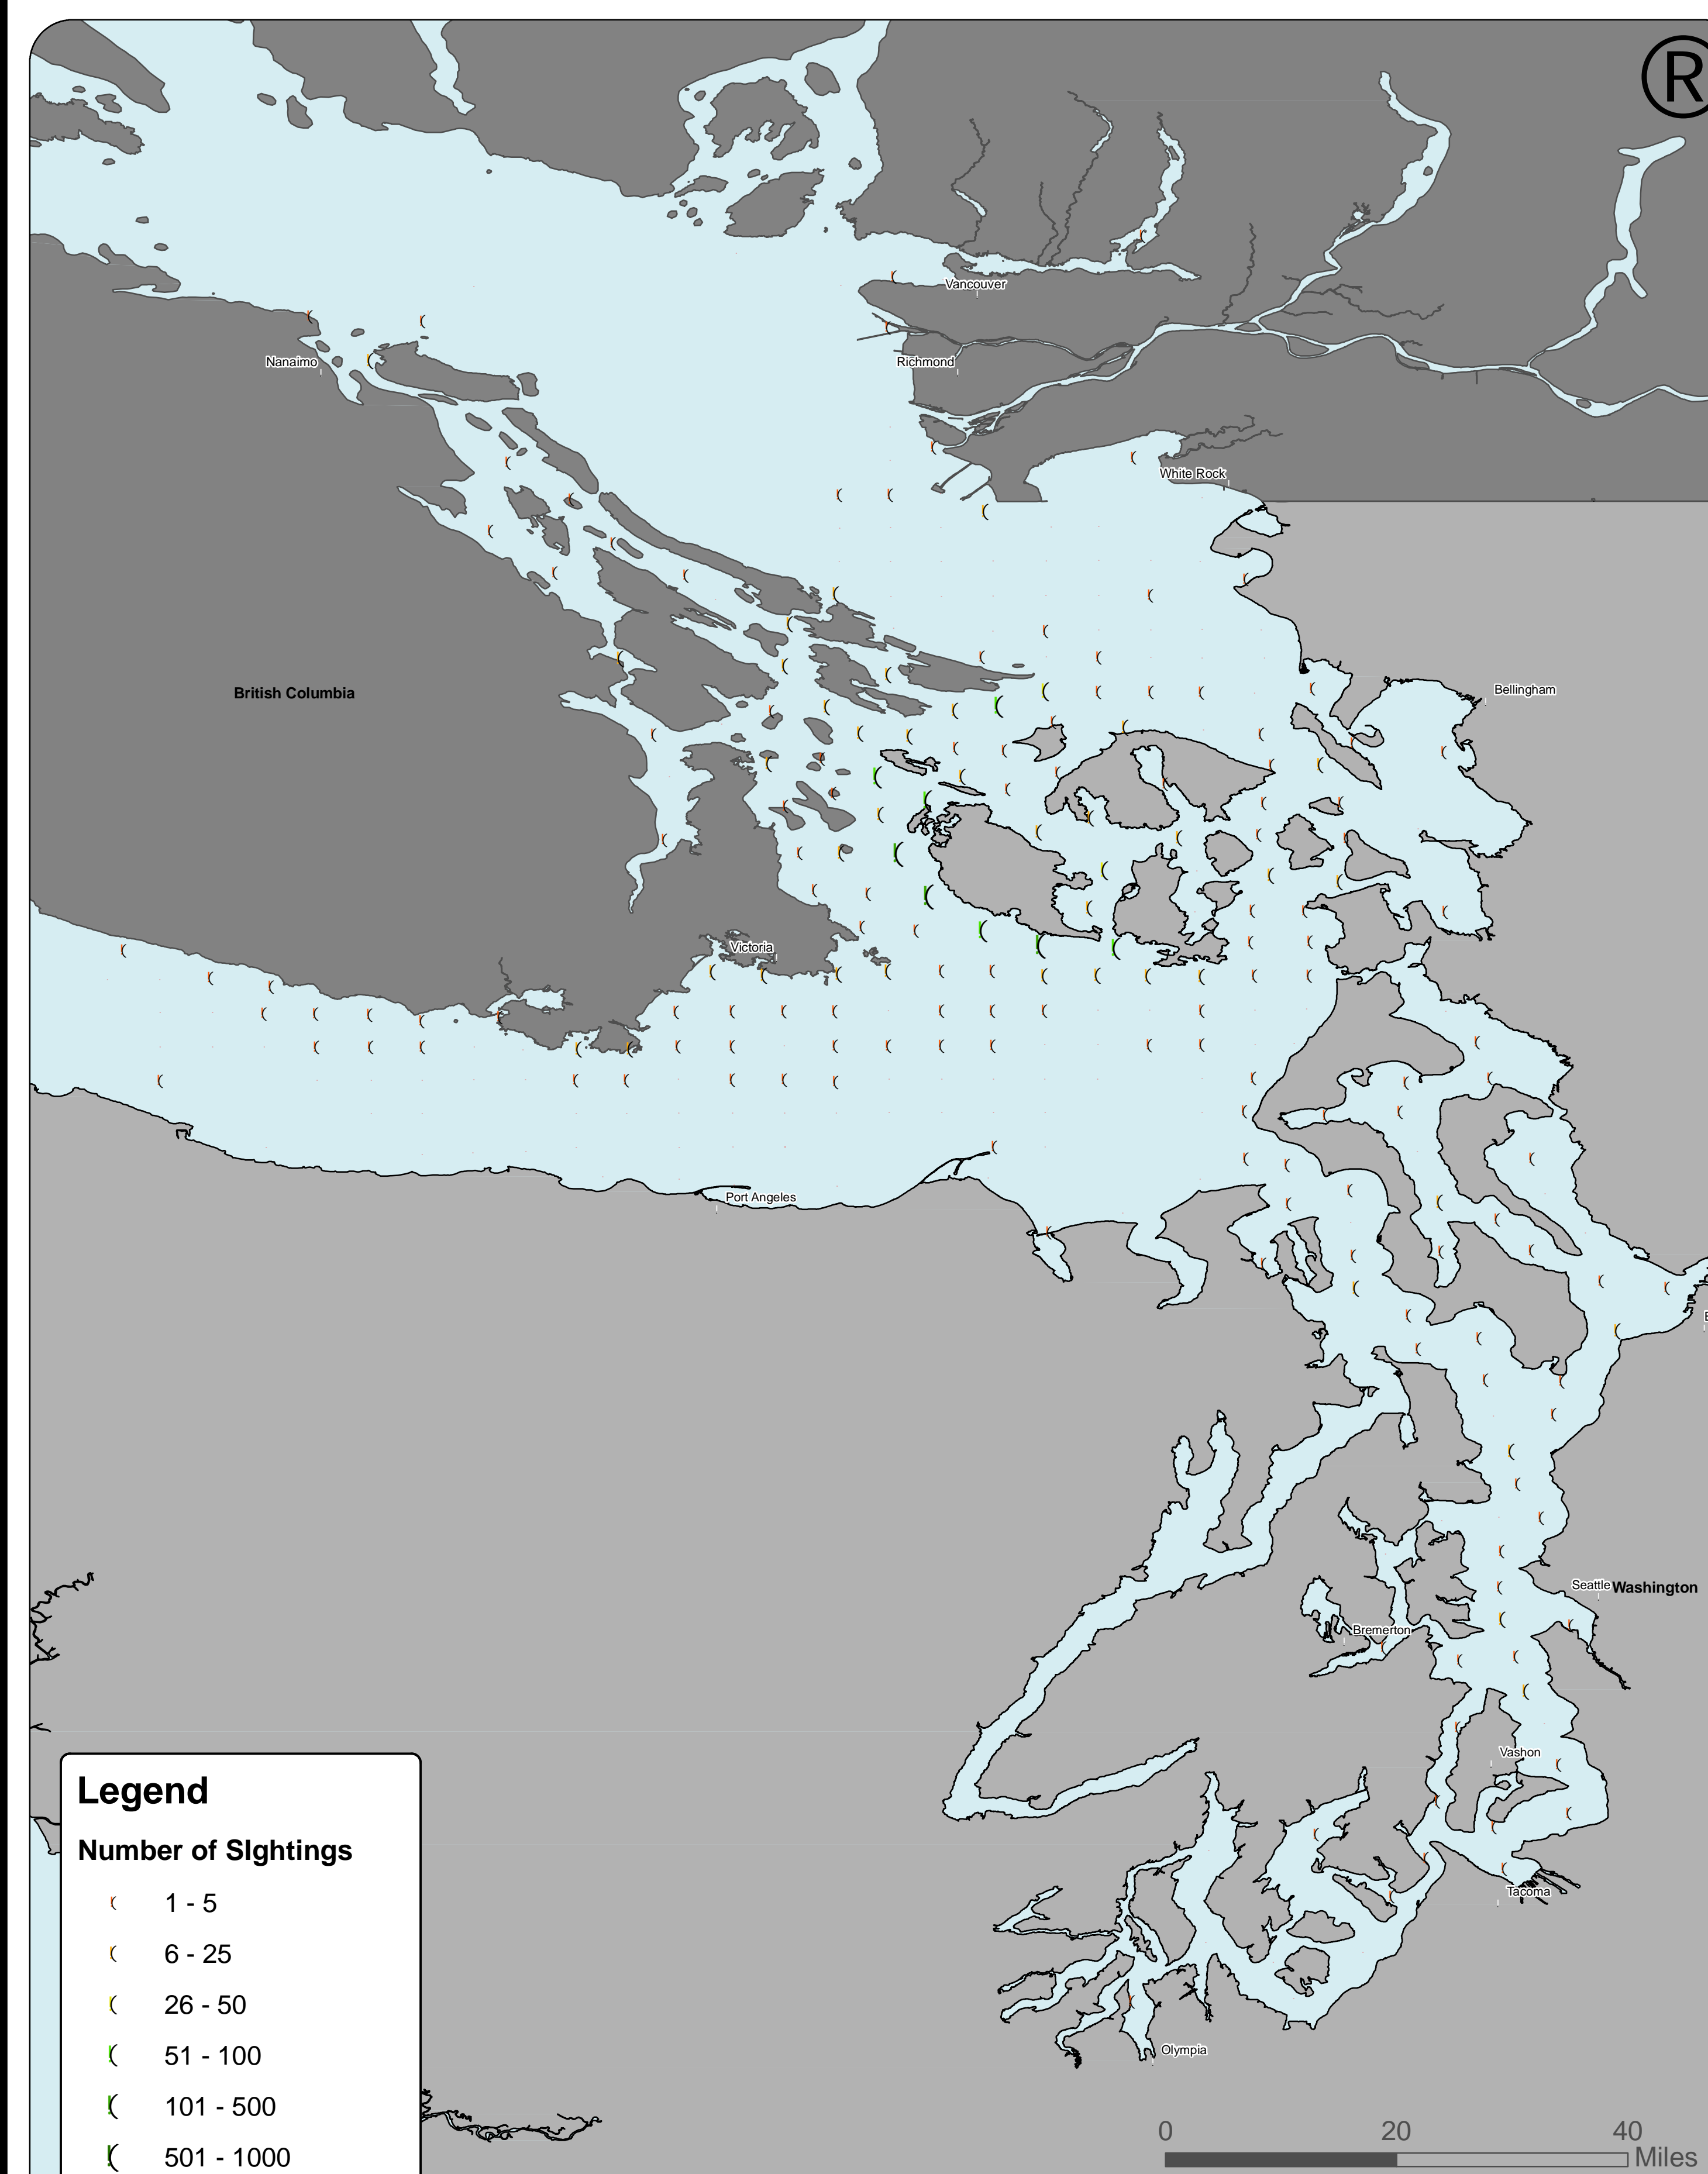 ®
Vancouver
Nanaimo
Richmond
White Rock
British Columbia
Bellingham
Victoria
Port Angeles
Seattle
Washington
Bremerton
Vashon
Tacoma
Olympia
Legend
Number of SIghtings
1 - 5
6 - 25
26 - 50
51 - 100
101 - 500
501 - 1000
0 20 40
Miles